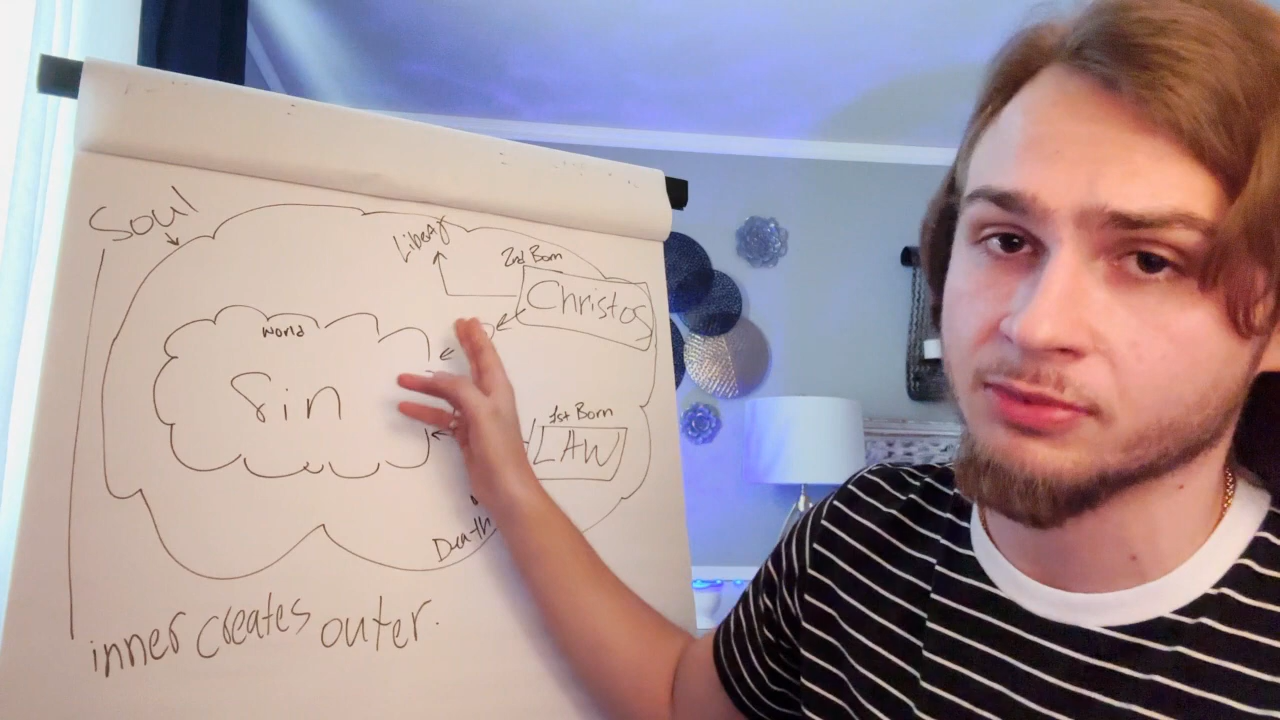 Soul
Liberty
2nd Born
Christos
World
Sin
1st Born
LAW
Death
inner creates outer.